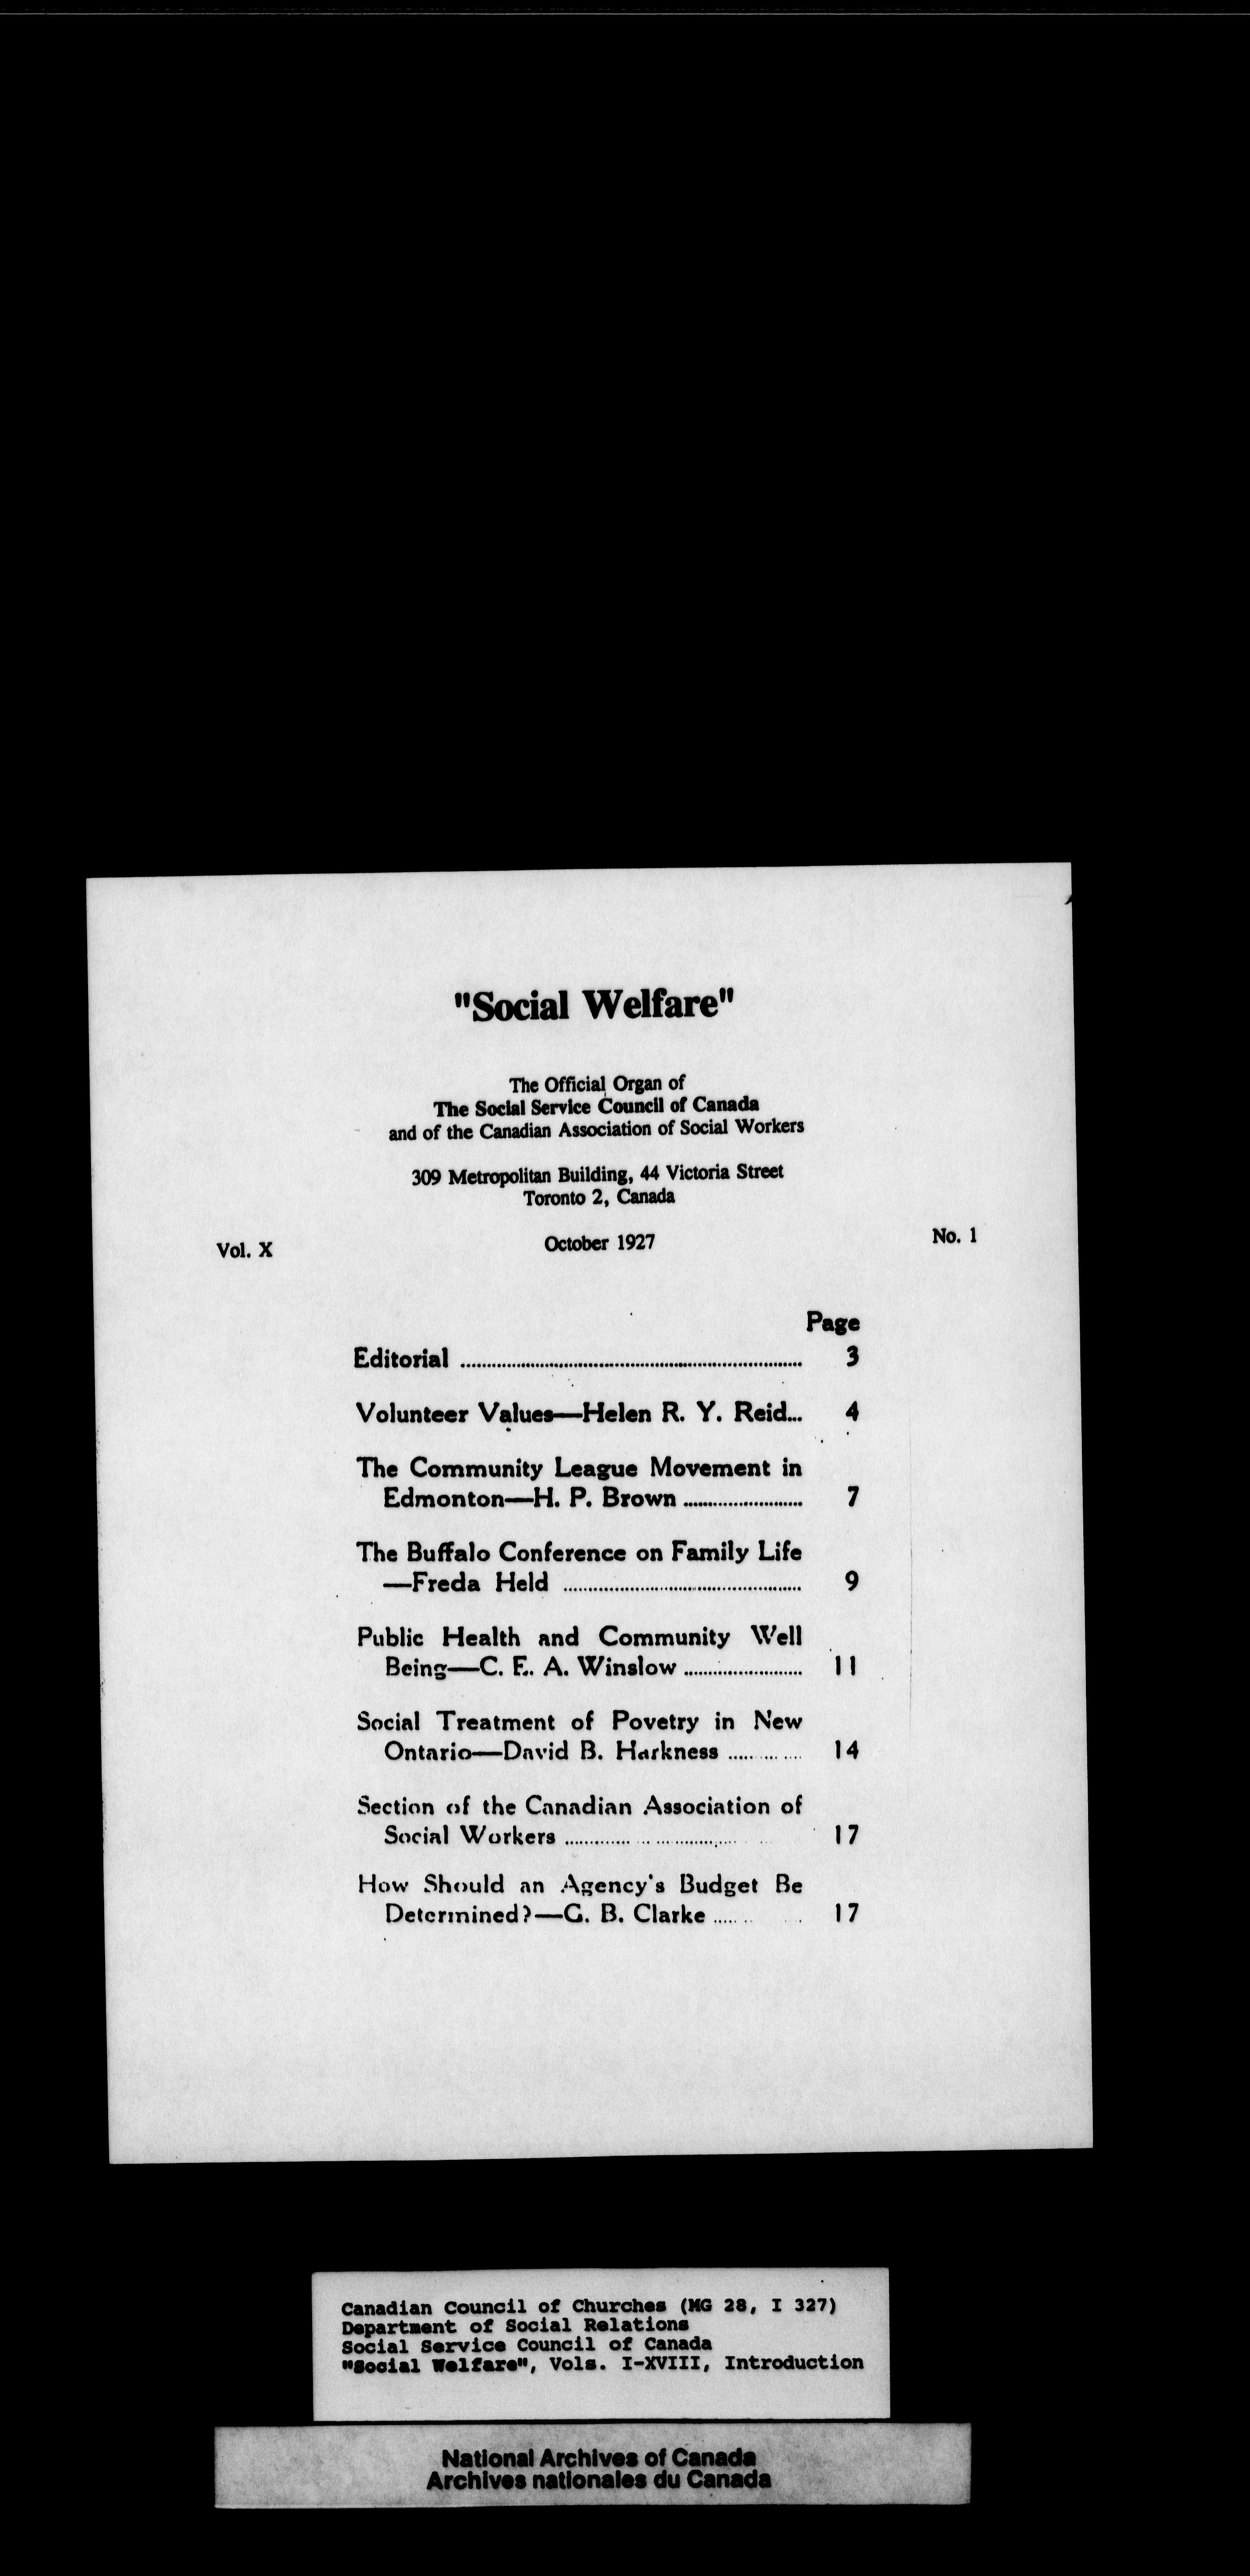 "Social Welfare"
The Official Organ of
The Social Service Council of Canada
and of the Canadian Association of Social Workers
309 Metropolitan Building, 44 Victoria Street
Toronto 2, Canada
Vol. X October 1927 No. 1
Page
Editorial ........................................ 3
Volunteer Values—Helen R. Y. Reid... 4
The Community League Movement in
Edmonton—H. P. Brown ........................ 7
The Buffalo Conference on Family Life
—Freda Held ........................................ 9
Public Health and Community Well
Being—C. E. A. Winslow ........................ 11
Social Treatment of Povetry in New
Ontario—David B. Harkness ............... 14
Section of the Canadian Association of
Social Workers ........................................ 17
How Should an Agency's Budget Be
Determined?—G. B. Clarke ............... 17
Canadian Council of Churches (MG 28, I 327)
Department of Social Relations
Social Service Council of Canada
"Social Welfare", Vols. I-XVIII, Introduction
National Archives of Canada
Archives nationales du Canada